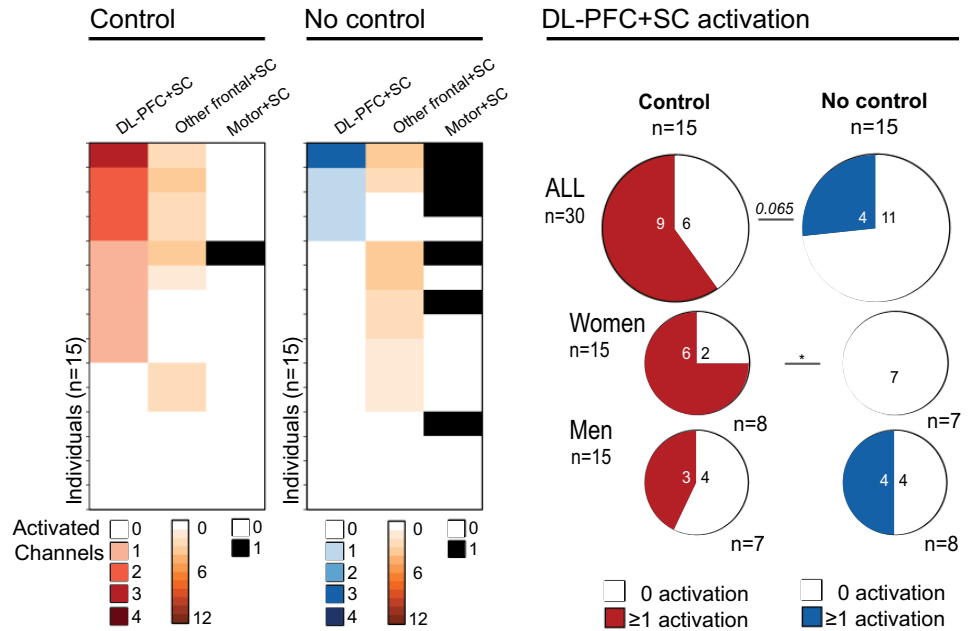 Control
No control
DL-PFC+SC activation
DL-PFC+SC
Other frontal+SC
Motor+SC
DL-PFC+SC
Other frontal+SC
Motor+SC
Individuals (n=15)
Individuals (n=15)
Activated
Channels
0
1
2
3
4
0
6
12
0
1
0
1
2
3
4
0
6
12
0
1
Control
n=15
No control
n=15
ALL
n=30
9 6
0.065
4 11
Women
n=15
6 2
n=8
*
7
n=7
Men
n=15
3 4
n=7
4 4
n=8
0 activation
≥1 activation
0 activation
≥1 activation